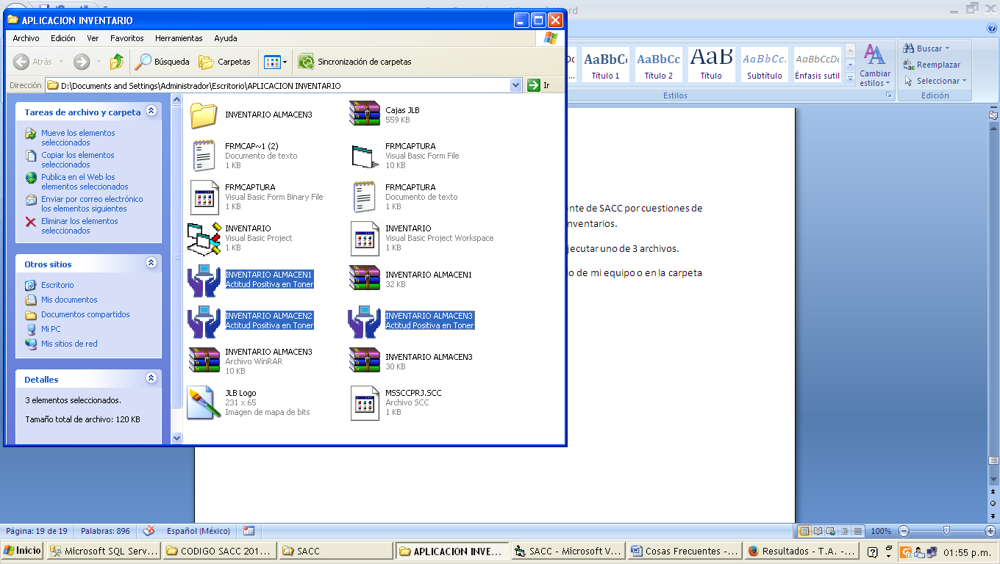 APLICACION INVENTARIO
Archivo Edición Ver Favoritos Herramientas Ayuda
Atrás Búsqueda Carpetas Sincronización de carpetas
Dirección D:\Documents and Settings\Administrador\Escritorio\APLICACION INVENTARIO Ir
Tareas de archivo y carpeta
Mueve los elementos
seleccionados
Copiar los elementos
seleccionados
Publica en el Web los
elementos seleccionados
Enviar por correo electrónico
los elementos siguientes
Eliminar los elementos
seleccionados
Otros sitios
Escritorio
Mis documentos
Documentos compartidos
Mi PC
Mis sitios de red
Detalles
3 elementos seleccionados.
Tamaño total de archivo: 120 KB
INVENTARIO ALMACEN3
Cajas JLB
559 KB
FRMCAP~1 (2)
Documento de texto
1 KB
FRMCAPTURA
Visual Basic Form File
10 KB
FRMCAPTURA
Visual Basic Form Binary File
1 KB
FRMCAPTURA
Documento de texto
1 KB
INVENTARIO
Visual Basic Project
1 KB
INVENTARIO
Visual Basic Project Workspace
1 KB
INVENTARIO ALMACEN1
Actitud Positiva en Toner
INVENTARIO ALMACEN1
32 KB
INVENTARIO ALMACEN2
Actitud Positiva en Toner
INVENTARIO ALMACEN3
Actitud Positiva en Toner
INVENTARIO ALMACEN3
Archivo WinRAR
10 KB
INVENTARIO ALMACEN3
30 KB
JLB Logo
231 x 65
Imagen de mapa de bits
MSSCCPRJ.SCC
Archivo SCC
1 KB
AaBbC AaBbCc AaB AaBbCc. AaBbCcDc
... Título 1 Título 2 Título Subtítulo Énfasis sutil
Cambiar
estilos
Estilos
Buscar
Reemplazar
Seleccionar
Edición
ente de SACC por cuestiones de
nventarios.
jecutar uno de 3 archivos.
io de mi equipo o en la carpeta
Página: 19 de 19 Palabras: 896 Español (México) 100%
Inicio Microsoft SQL Serv... CODIGO SACC 201... SACC APLICACION INVE... SACC - Microsoft V... Cosas Frecuentes -... Resultados - T.A. -... 01:55 p.m.